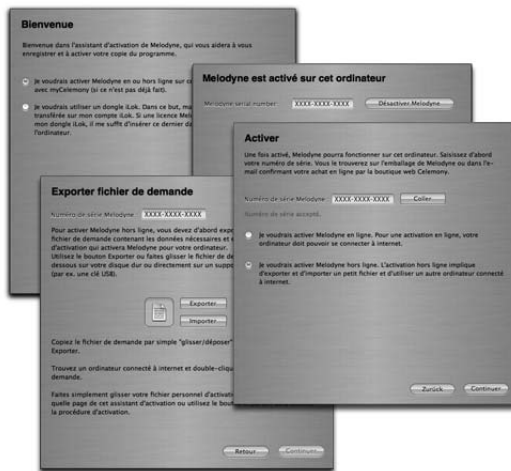 Bienvenue
Bienvenue dans l'assistant d'activation de Melodyne, qui vous aidera à vous
enregistrer et à activer votre copie du programme.
Je voudrais activer Melodyne en ou hors ligne sur ce
avec myCelemony (si ce n'est pas déjà fait).
Je voudrais utiliser un dongle iLok. Dans ce but, ma
transférée sur mon compte iLok. Si une licence Mel
mon dongle iLok, il me suffit d'insérer ce dernier da
l'ordinateur.
Melodyne est activé sur cet ordinateur
Melodyne serial number: XXXX-XXXX-XXXX Désactiver Melodyne
Activer
Une fois activé, Melodyne pourra fonctionner sur cet ordinateur. Saisissez d'abord
votre numéro de série. Vous le trouverez sur l'emballage de Melodyne ou dans l'e-
mail confirmant votre achat en ligne par la boutique web Celemony.
Numéro de série Melodyne: XXXX-XXXX-XXXX Coller
Numéro de série accepté.
Je voudrais activer Melodyne en ligne. Pour une activation en ligne, votre
ordinateur doit pouvoir se connecter à internet.
Je voudrais activer Melodyne hors ligne. L'activation hors ligne implique
d'exporter et d'importer un petit fichier et d'utiliser un autre ordinateur connecté
à internet.
Zurück Continuer
Exporter fichier de demande
Numéro de série Melodyne: XXXX-XXXX-XXXX
Pour activer Melodyne hors ligne, vous devez d'abord expo
fichier de demande contenant les données nécessaires et e
d'activation qui activera Melodyne pour votre ordinateur.
Utilisez le bouton Exporter ou faites glisser le fichier de d
dessous sur votre disque dur ou directement sur un suppo
(par ex. une clé USB).
Exporter
Importer
Copiez le fichier de demande par simple "glisser/déposer"
Exporter.
Trouvez un ordinateur connecté à internet et double-cliqu
demande.
Faites simplement glisser votre fichier personnel d'activat
quelle page de cet assistant d'activation ou utilisez le bout
la procédure d'activation.
Retour Continuer